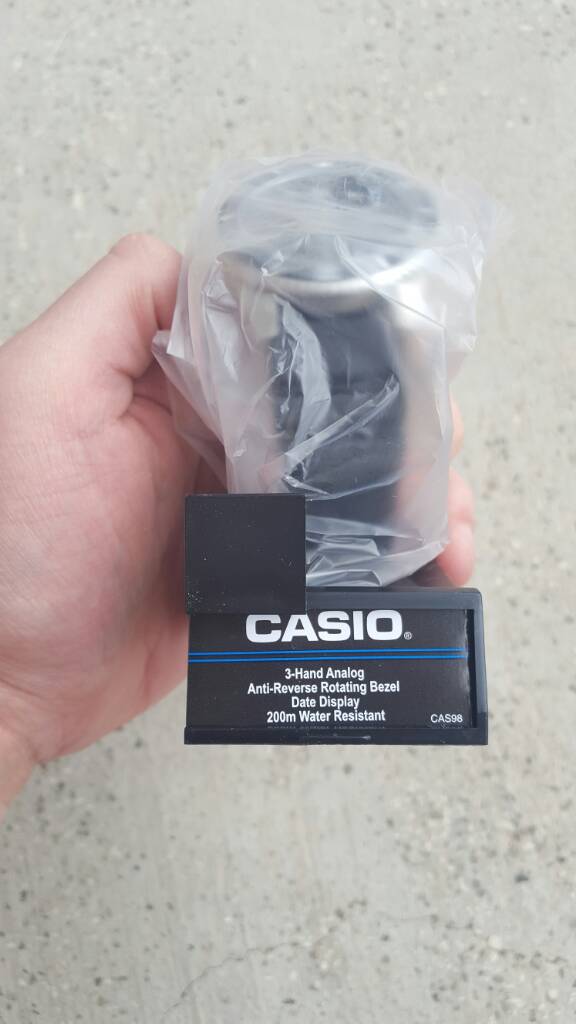 CASIO®
3-Hand Analog
Anti-Reverse Rotating Bezel
Date Display
200m Water Resistant
CAS98